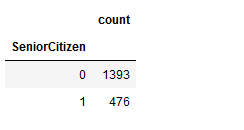 count
SeniorCitizen
0 1393
1 476